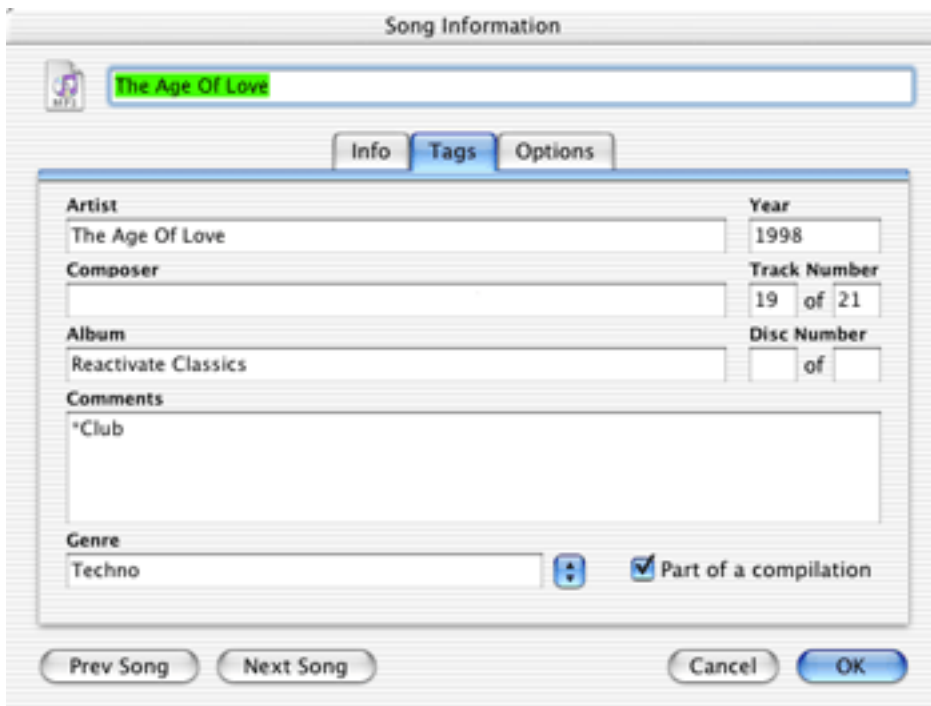 Song Information
MP3
The Age Of Love
Info Tags Options
Artist Year
The Age Of Love 1998
Composer Track Number
19 of 21
Album Disc Number
Reactivate Classics of
Comments
*Club
Genre
Techno Part of a compilation
Prev Song Next Song Cancel OK